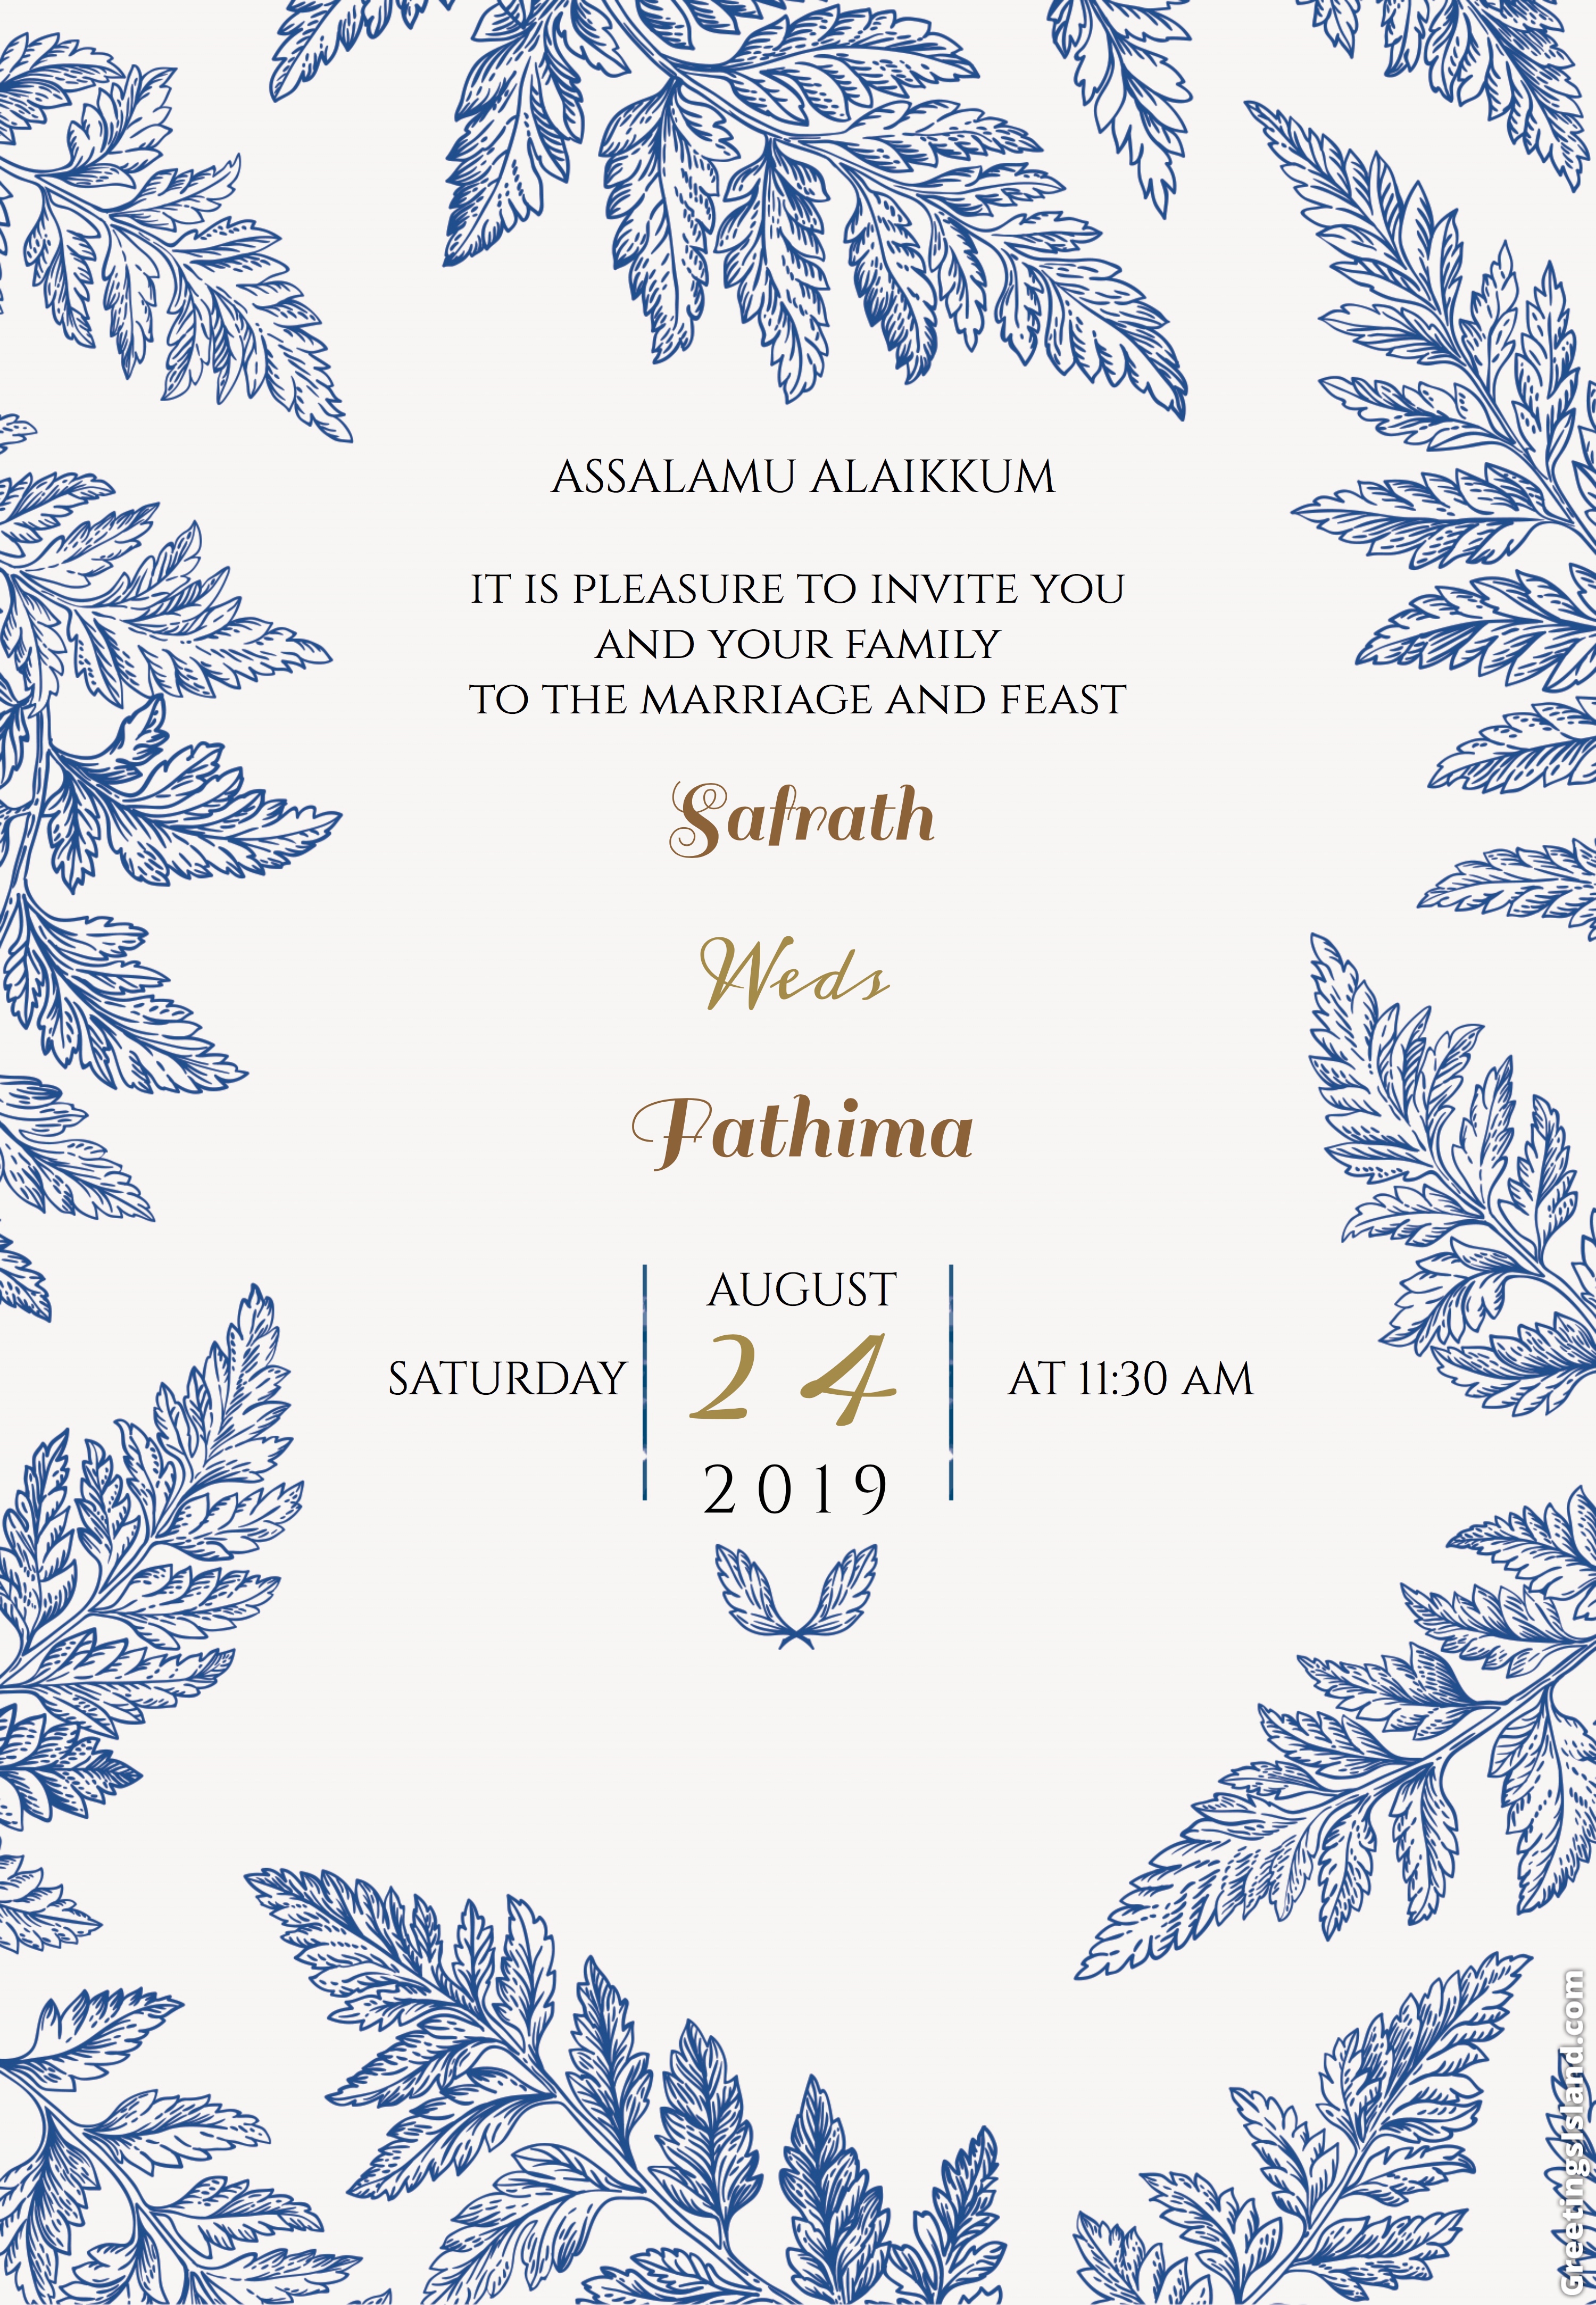 ASSALAMU ALAIKKUM
IT IS PLEASURE TO INVITE YOU
AND YOUR FAMILY
TO THE MARRIAGE AND FEAST
Safrath
Weds
Fathima
AUGUST
SATURDAY 24 AT 11:30 AM
2019
GreetingsIsland.com